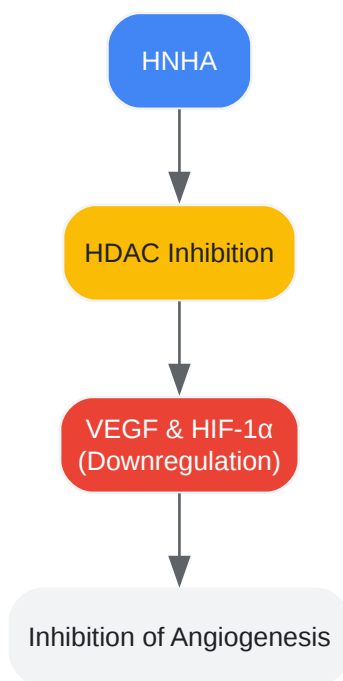 HNHA
HDAC Inhibition
VEGF & HIF-1α
(Downregulation)
Inhibition of Angiogenesis